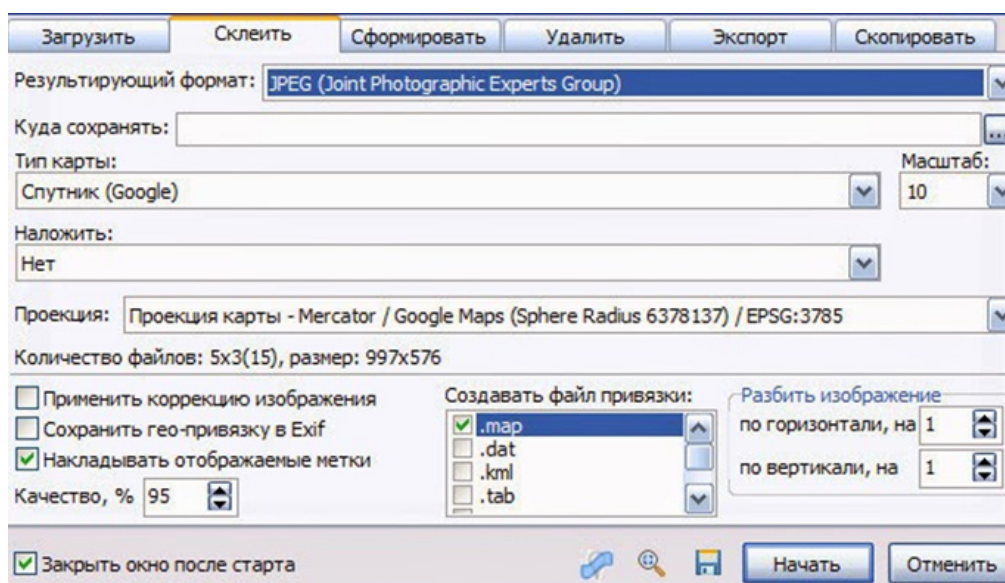 Загрузить Склеить Сформировать Удалить Экспорт Скопировать
Результирующий формат: JPEG (Joint Photographic Experts Group)
Куда сохранять: ...
Тип карты: Масштаб:
Спутник (Google) 10
Наложить:
Нет
Проекция: Проекция карты - Mercator / Google Maps (Sphere Radius 6378137) / EPSG:3785
Количество файлов: 5x3(15), размер: 997x576
Применить коррекцию изображения Создавать файл привязки: Разбить изображение
Сохранить гео-привязку в Exif .map по горизонтали, на 1
Накладывать отображаемые метки .dat
.kml по вертикали, на 1
Качество, % 95 .tab
Закрыть окно после старта Начать Отменить